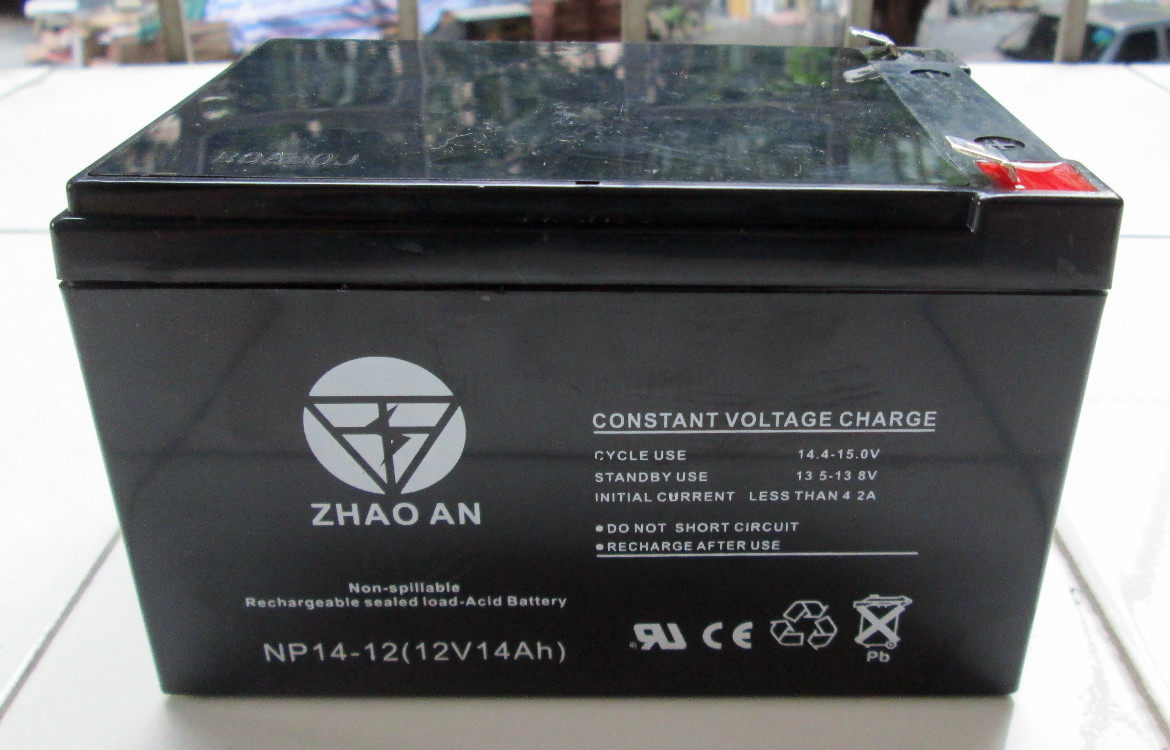 ZHAO AN
Non-spillable
Rechargeable sealed load-Acid Battery
NP14-12(12V14Ah)
CONSTANT VOLTAGE CHARGE
CYCLE USE 14.4-15.0V
STANDBY USE 13 5-13 8V
INITIAL CURRENT LESS THAN 4 2A
●DO NOT SHORT CIRCUIT
●RECHARGE AFTER USE
CE
Pb